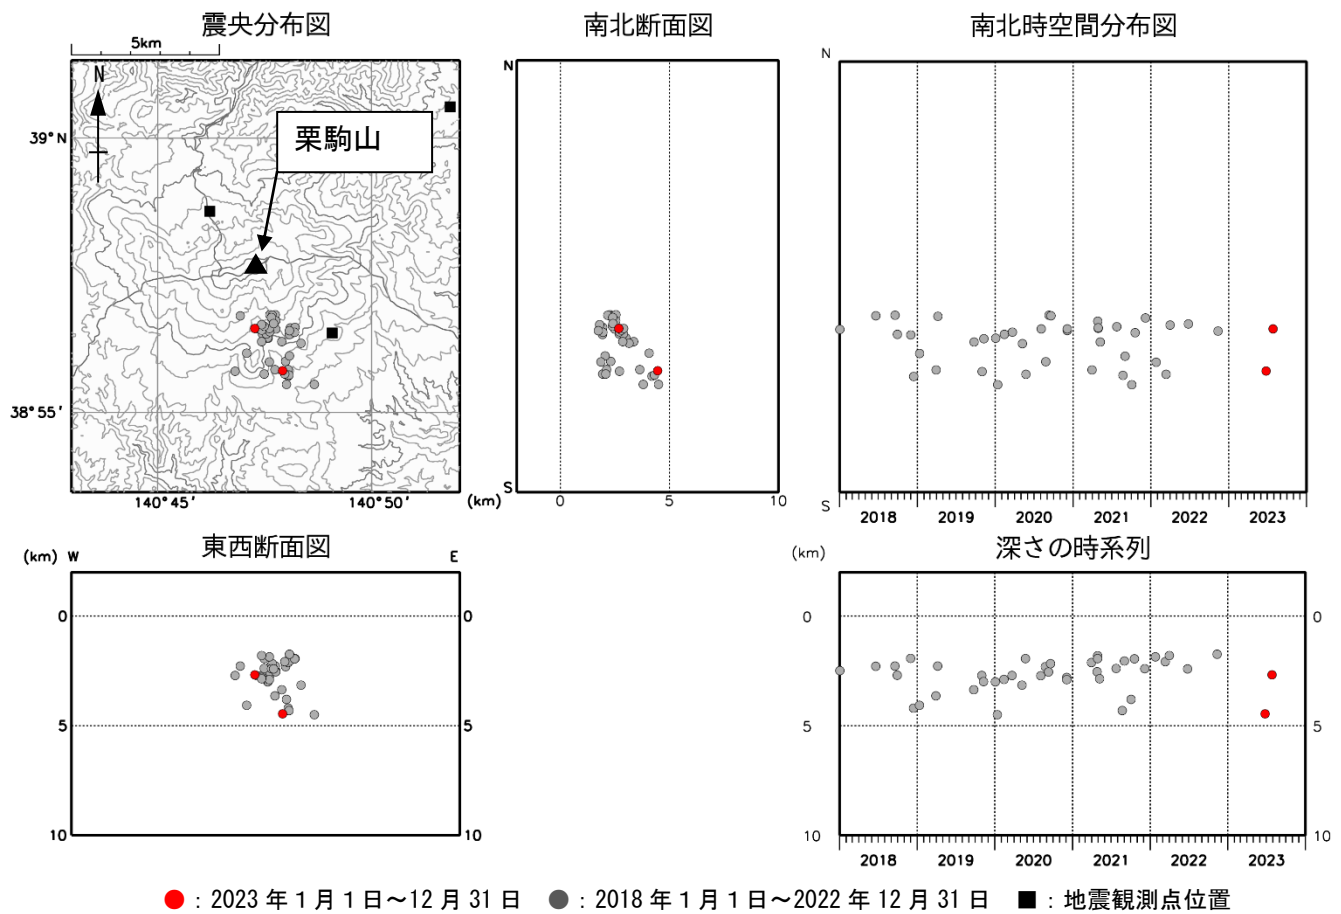 震央分布図
5km
N
39°N
栗駒山
38°55′
140°45′
140°50′
南北断面図
N
S
(km)
0
5
10
南北時空間分布図
N
S
2018
2019
2020
2021
2022
2023
東西断面図
(km)
W
E
0
0
5
5
10
10
深さの時系列
(km)
0
0
5
5
10
10
2018
2019
2020
2021
2022
2023
●：2023 年 1 月 1 日～12 月 31 日 ●：2018 年 1 月 1 日～2022 年 12 月 31 日 ■：地震観測点位置